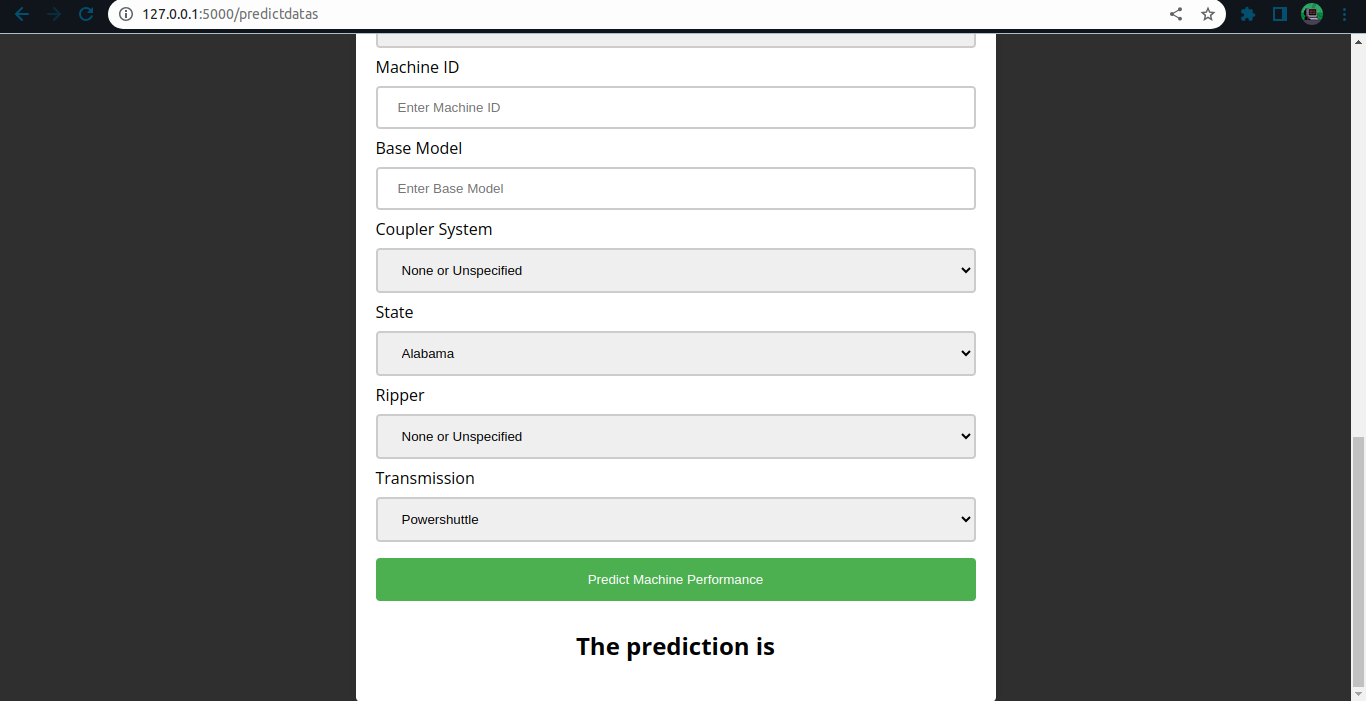 127.0.0.1:5000/predictdatas
Machine ID
Enter Machine ID
Base Model
Enter Base Model
Coupler System
None or Unspecified
State
Alabama
Ripper
None or Unspecified
Transmission
Powershuttle
Predict Machine Performance
The prediction is